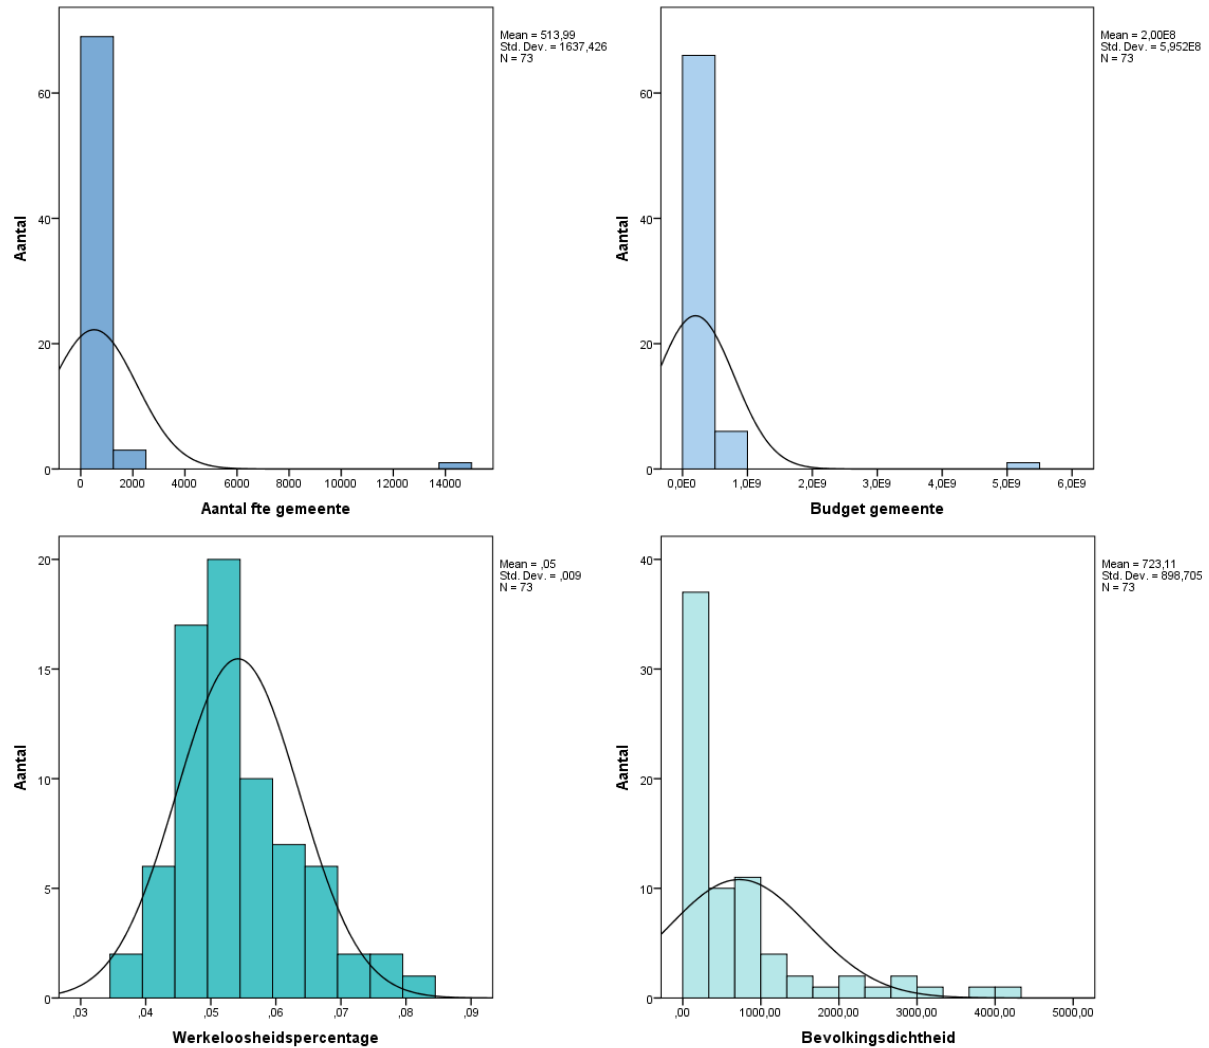 Mean = 513,99
Std. Dev. = 1637,426
N = 73
60
40
20
0
Aantal
0 2000 4000 6000 8000 10000 12000 14000
Aantal fte gemeente
Mean = 2,00E8
Std. Dev. = 5,952E8
N = 73
60
40
20
0
Aantal
0,0E0 1,0E9 2,0E9 3,0E9 4,0E9 5,0E9 6,0E9
Budget gemeente
Mean = ,05
Std. Dev. = ,009
N = 73
20
15
10
5
0
Aantal
,03 ,04 ,05 ,06 ,07 ,08 ,09
Werkeloosheidspercentage
Mean = 723,11
Std. Dev. = 898,705
N = 73
40
30
20
10
0
Aantal
,00 1000,00 2000,00 3000,00 4000,00 5000,00
Bevolkingsdichtheid